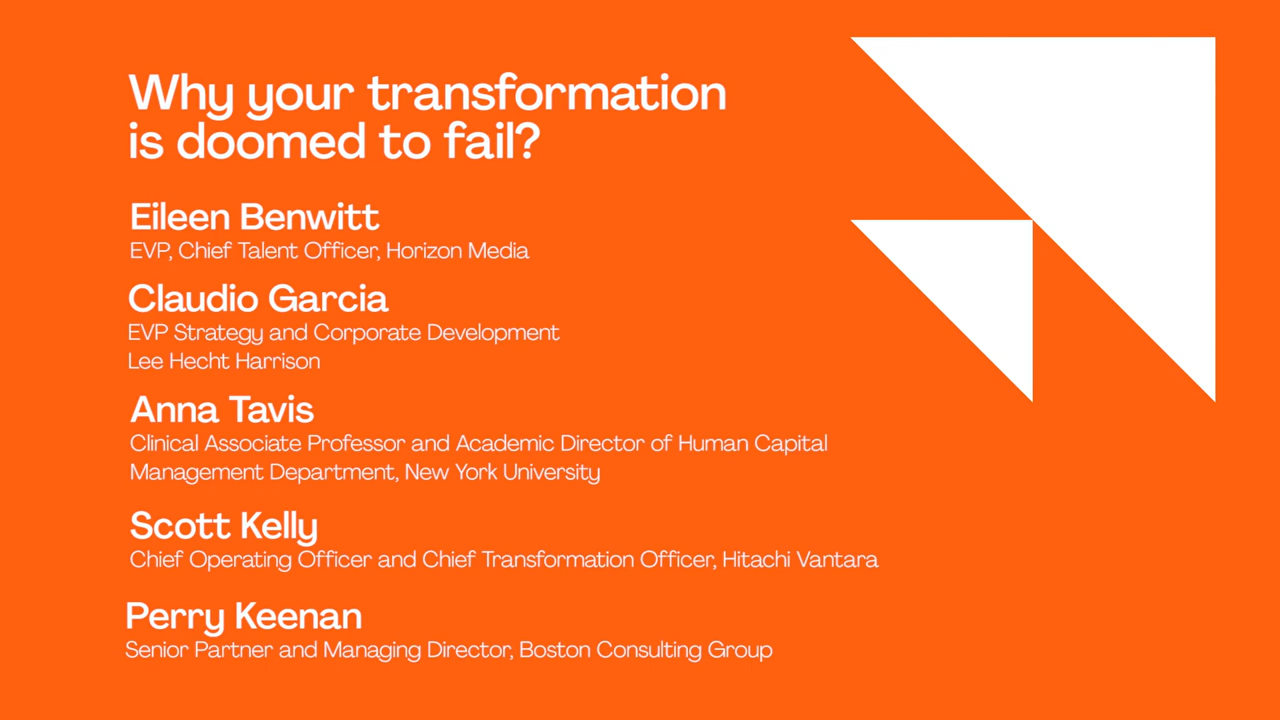 Why your transformation
is doomed to fail?
Eileen Benwitt
EVP, Chief Talent Officer, Horizon Media
Claudio Garcia
EVP Strategy and Corporate Development
Lee Hecht Harrison
Anna Tavis
Clinical Associate Professor and Academic Director of Human Capital
Management Department, New York University
Scott Kelly
Chief Operating Officer and Chief Transformation Officer, Hitachi Vantara
Perry Keenan
Senior Partner and Managing Director, Boston Consulting Group